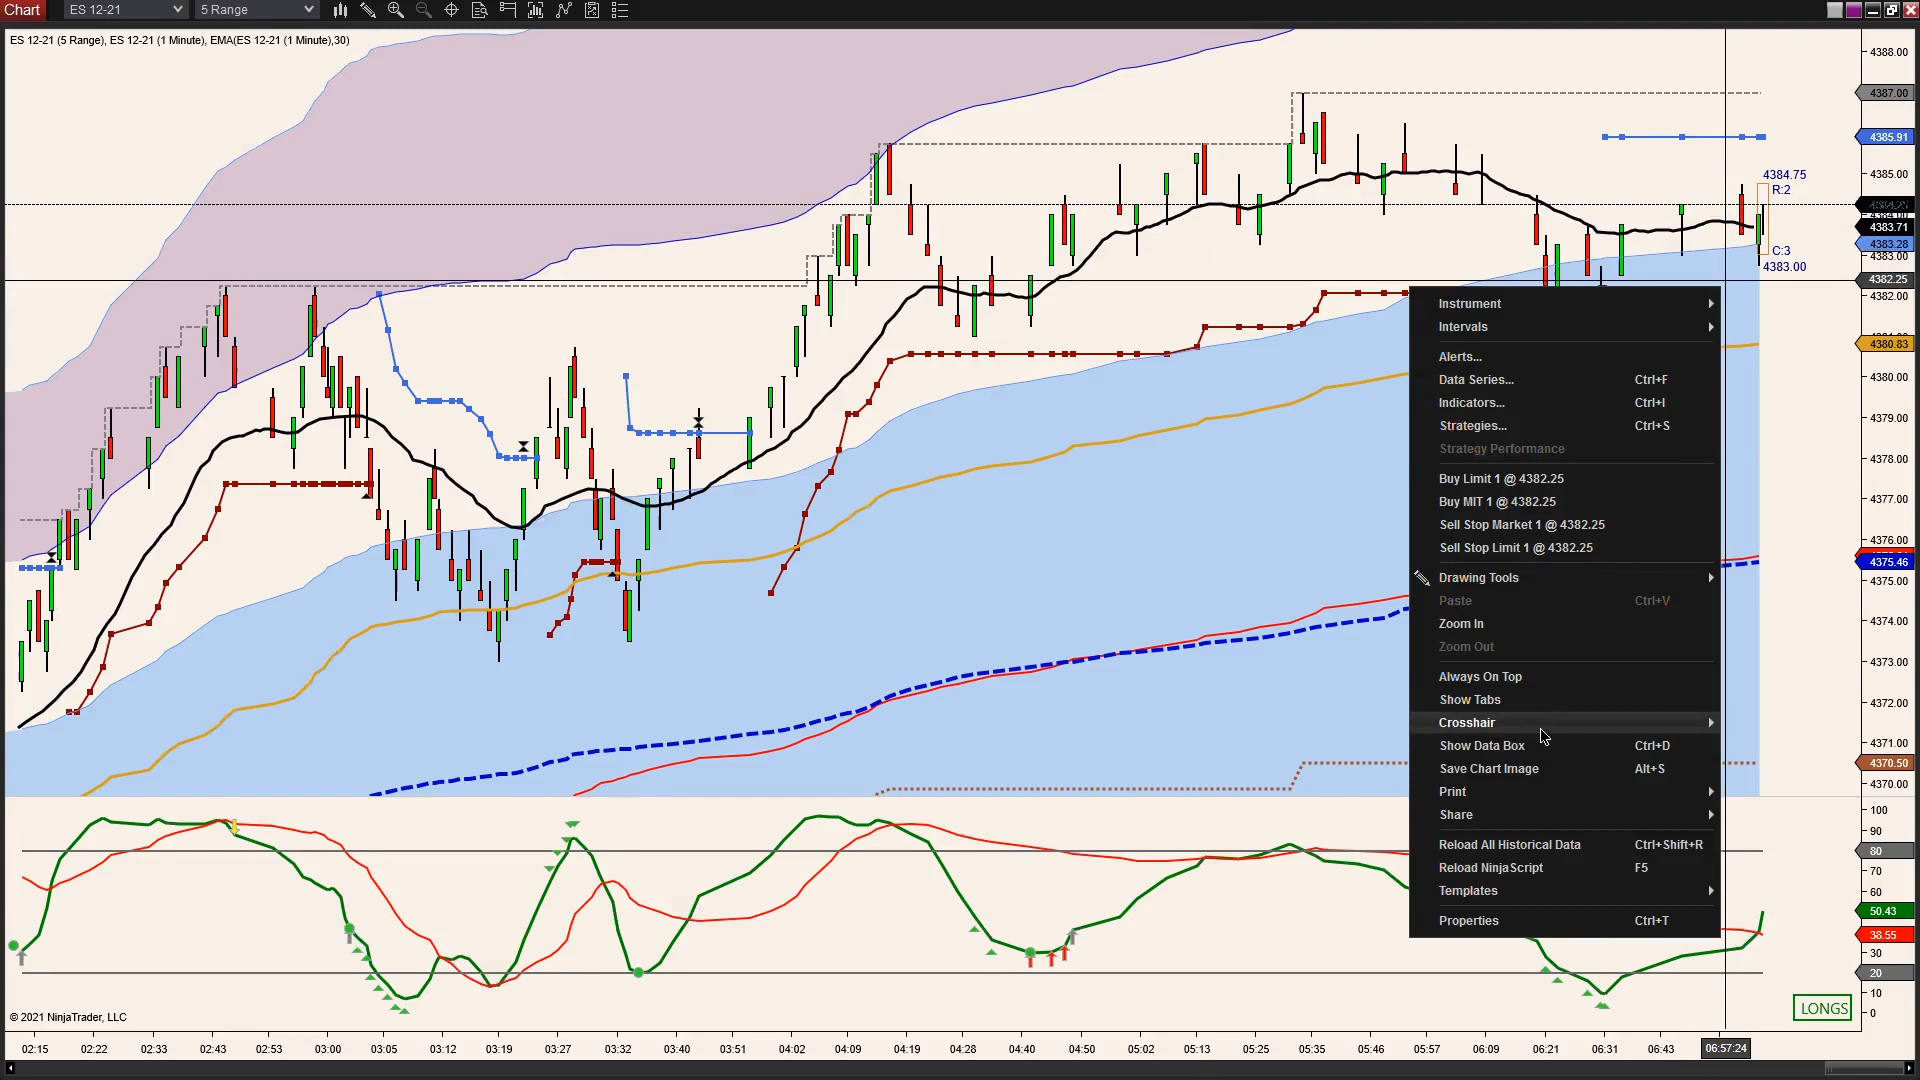 Chart ES 12-21 5 Range
ES 12-21 (5 Range), ES 12-21 (1 Minute), EMA(ES 12-21 (1 Minute),30)
4388.00
4387.00
4385.91
4385.00
4384.75
R:2
4383.71
4383.28
C:3
4383.00
4383.00
4382.25
4382.00
4380.83
4380.00
4379.00
4378.00
4377.00
4376.00
4375.46
4375.00
4374.00
4373.00
4372.00
4371.00
4370.50
4370.00
Instrument
Intervals
Alerts...
Data Series... Ctrl+F
Indicators... Ctrl+I
Strategies... Ctrl+S
Strategy Performance
Buy Limit 1 @ 4382.25
Buy MIT 1 @ 4382.25
Sell Stop Market 1 @ 4382.25
Sell Stop Limit 1 @ 4382.25
Drawing Tools
Paste Ctrl+V
Zoom In
Zoom Out
Always On Top
Show Tabs
Crosshair
Show Data Box Ctrl+D
Save Chart Image Alt+S
Print
Share
Reload All Historical Data Ctrl+Shift+R
Reload NinjaScript F5
Templates
Properties Ctrl+T
100
90
80
70
60
50.43
38.55
30
20
10
0
LONGS
© 2021 NinjaTrader, LLC
02:15 02:22 02:33 02:43 02:53 03:00 03:05 03:12 03:19 03:27 03:32 03:40 03:51 04:02 04:09 04:19 04:28 04:40 04:50 05:02 05:13 05:25 05:35 05:46 05:57 06:09 06:21 06:31 06:43 06:57:24